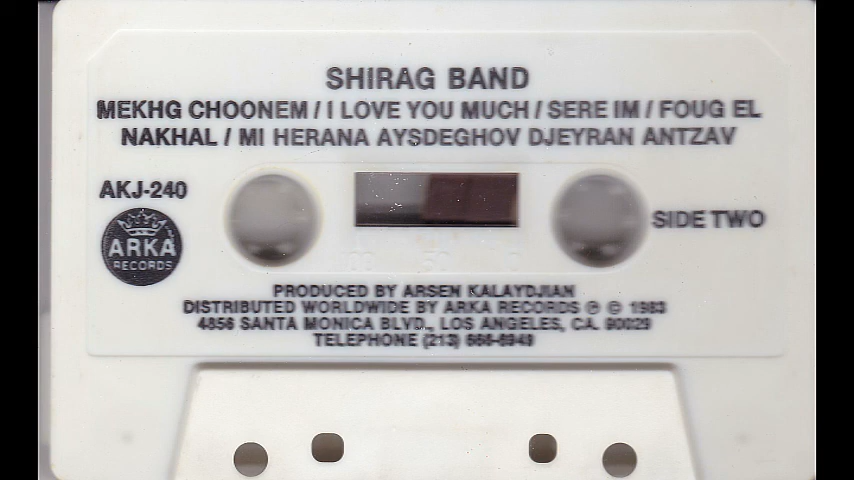 SHIRAG BAND
MEKHG CHOONEM / I LOVE YOU MUCH / SERE IM / FOUG EL
NAKHAL / MI HERANA AYSDEGHOV DJEYRAN ANTZAV
AKJ-240
ARKA
RECORDS
SIDE TWO
PRODUCED BY ARSEN KALAYDJIAN
DISTRIBUTED WORLDWIDE BY ARKA RECORDS ℗ © 1983
4856 SANTA MONICA BLVD., LOS ANGELES, CA. 90029
TELEPHONE (213)